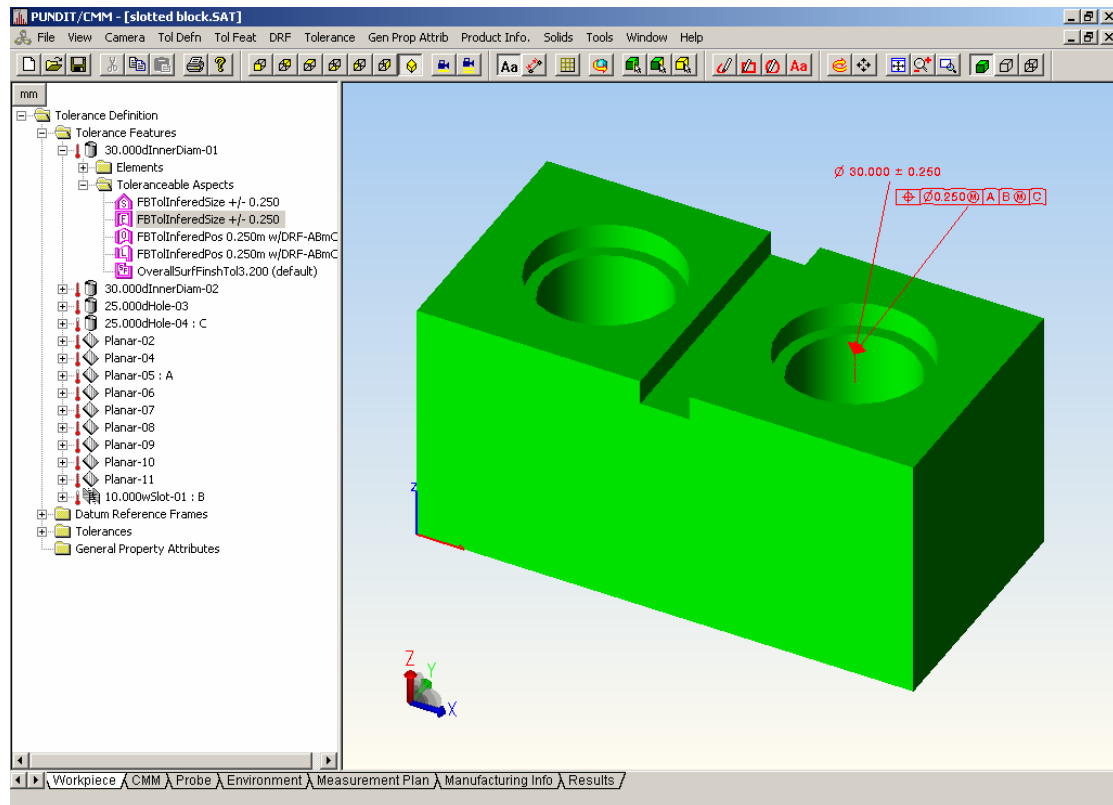 PUNDIT/CMM - [slotted block.SAT]
File View Camera Tol Defn Tol Feat DRF Tolerance Gen Prop Attrib Product Info. Solids Tools Window Help
Aa Aa
mm
Tolerance Definition
Tolerance Features
30.000dInnerDiam-01
Elements
Toleranceable Aspects
S FBTolInferedSize +/- 0.250
F FBTolInferedSize +/- 0.250
O FBTolInferedPos 0.250m w/DRF-ABmC
L FBTolInferedPos 0.250m w/DRF-ABmC
SF OverallSurfFinshTol3.200 (default)
30.000dInnerDiam-02
25.000dHole-03
25.000dHole-04 : C
Planar-02
Planar-04
Planar-05 : A
Planar-06
Planar-07
Planar-08
Planar-09
Planar-10
Planar-11
10.000wSlot-01 : B
Datum Reference Frames
Tolerances
General Property Attributes
Ø 30.000 ± 0.250
⌖ Ø0.250Ⓜ A B Ⓜ C
z
Z
Y
X
Workpiece CMM Probe Environment Measurement Plan Manufacturing Info Results